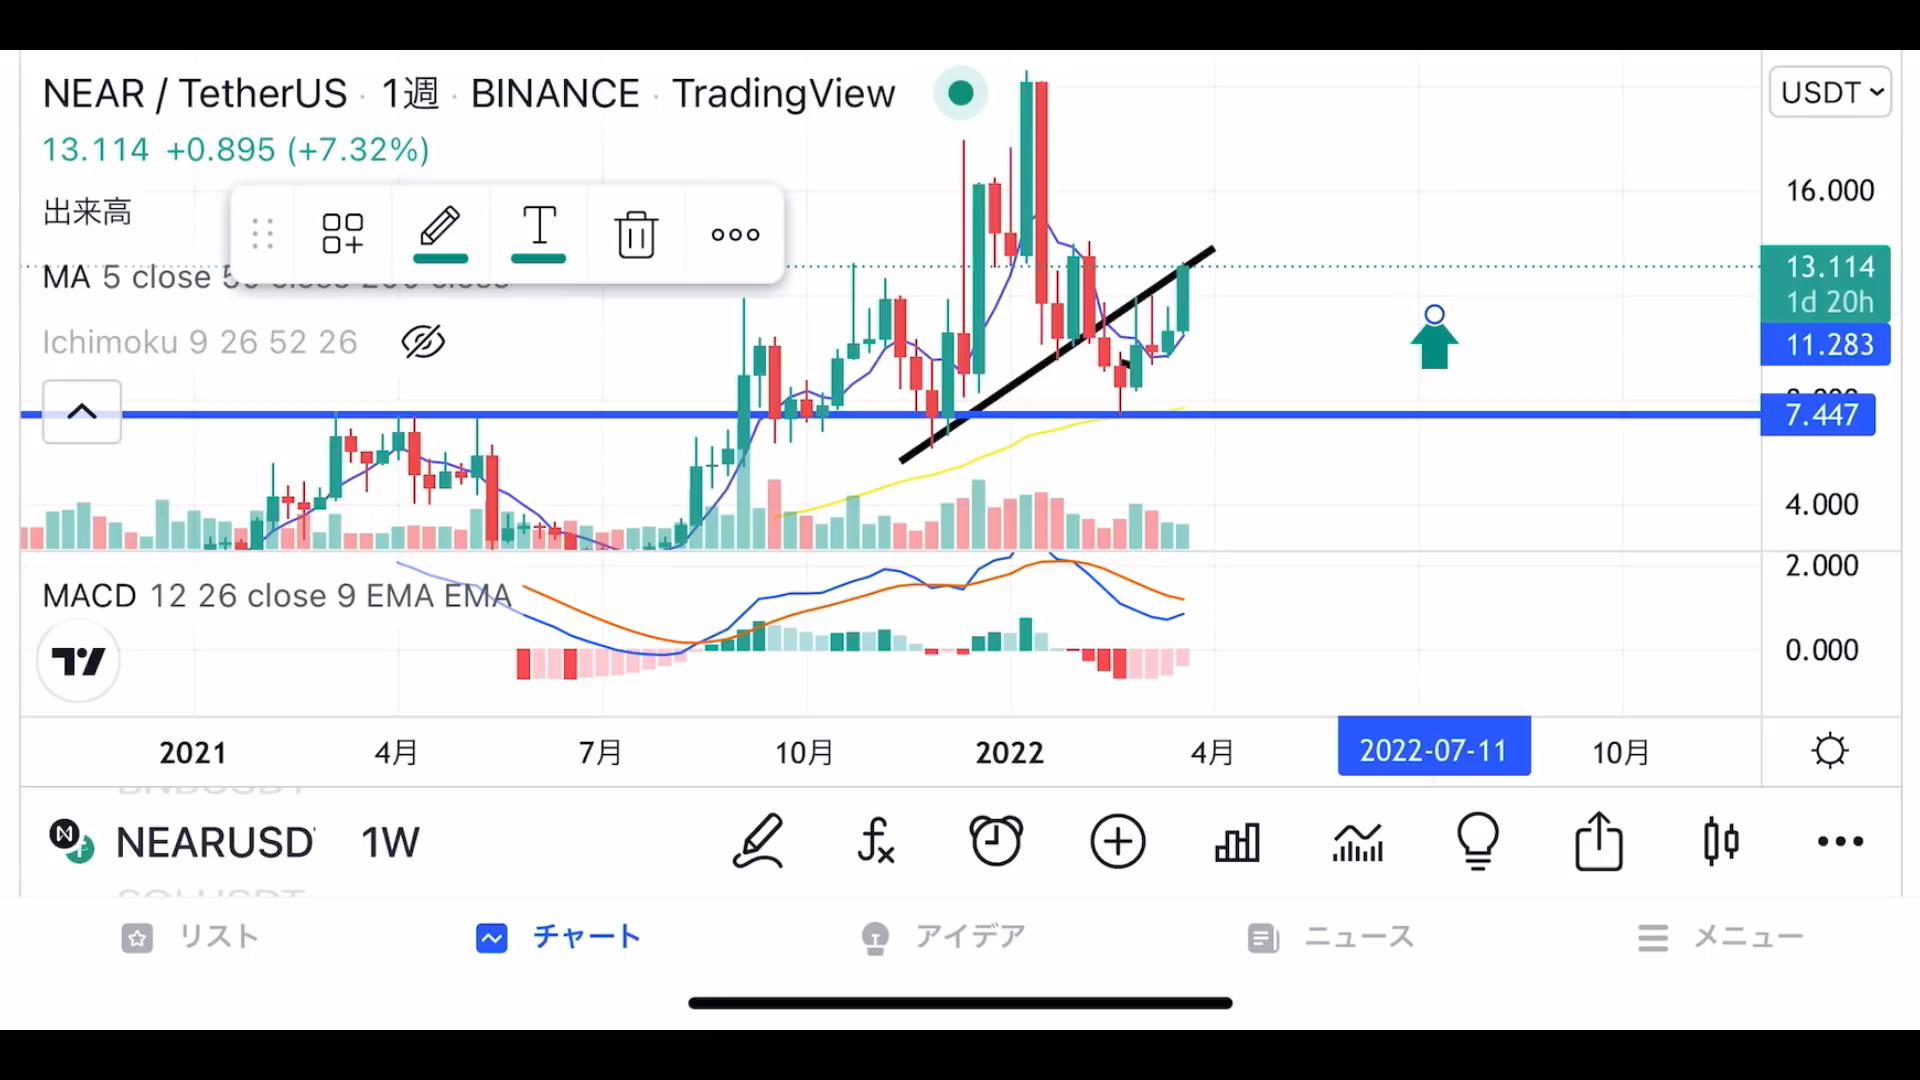 NEAR / TetherUS · 1週 · BINANCE · TradingView
USDT
13.114 +0.895 (+7.32%)
16.000
出来高
T
MA 5 close 50 close 200 close
13.114
1d 20h
Ichimoku 9 26 52 26
11.283
7.447
4.000
2.000
MACD 12 26 close 9 EMA EMA
0.000
2021 4月 7月 10月 2022 4月 2022-07-11 10月
NEARUSD 1W
リスト チャート アイデア ニュース メニュー